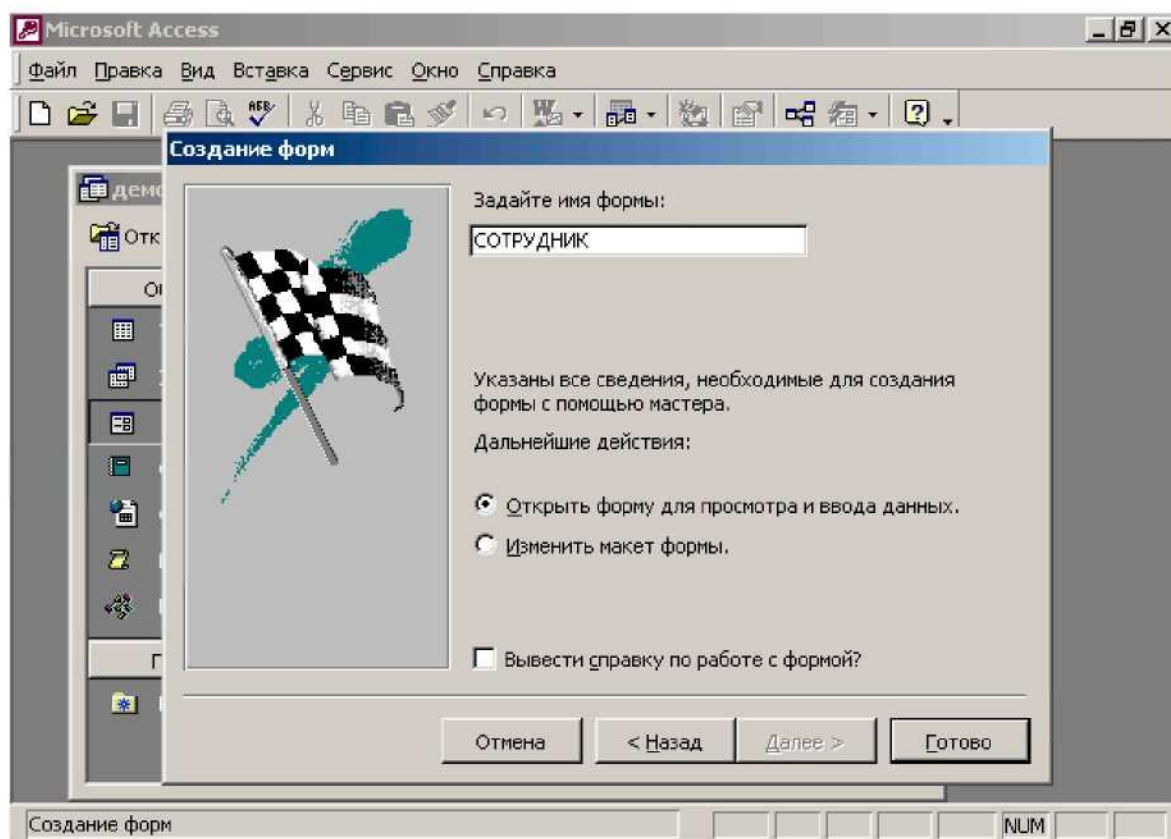 Microsoft Access
Файл Правка Вид Вставка Сервис Окно Справка
Создание форм
Задайте имя формы:
СОТРУДНИК
Указаны все сведения, необходимые для создания
формы с помощью мастера.
Дальнейшие действия:
Открыть форму для просмотра и ввода данных.
Изменить макет формы.
Вывести справку по работе с формой?
Отмена
< Назад
Далее >
Готово
Создание форм
NUM